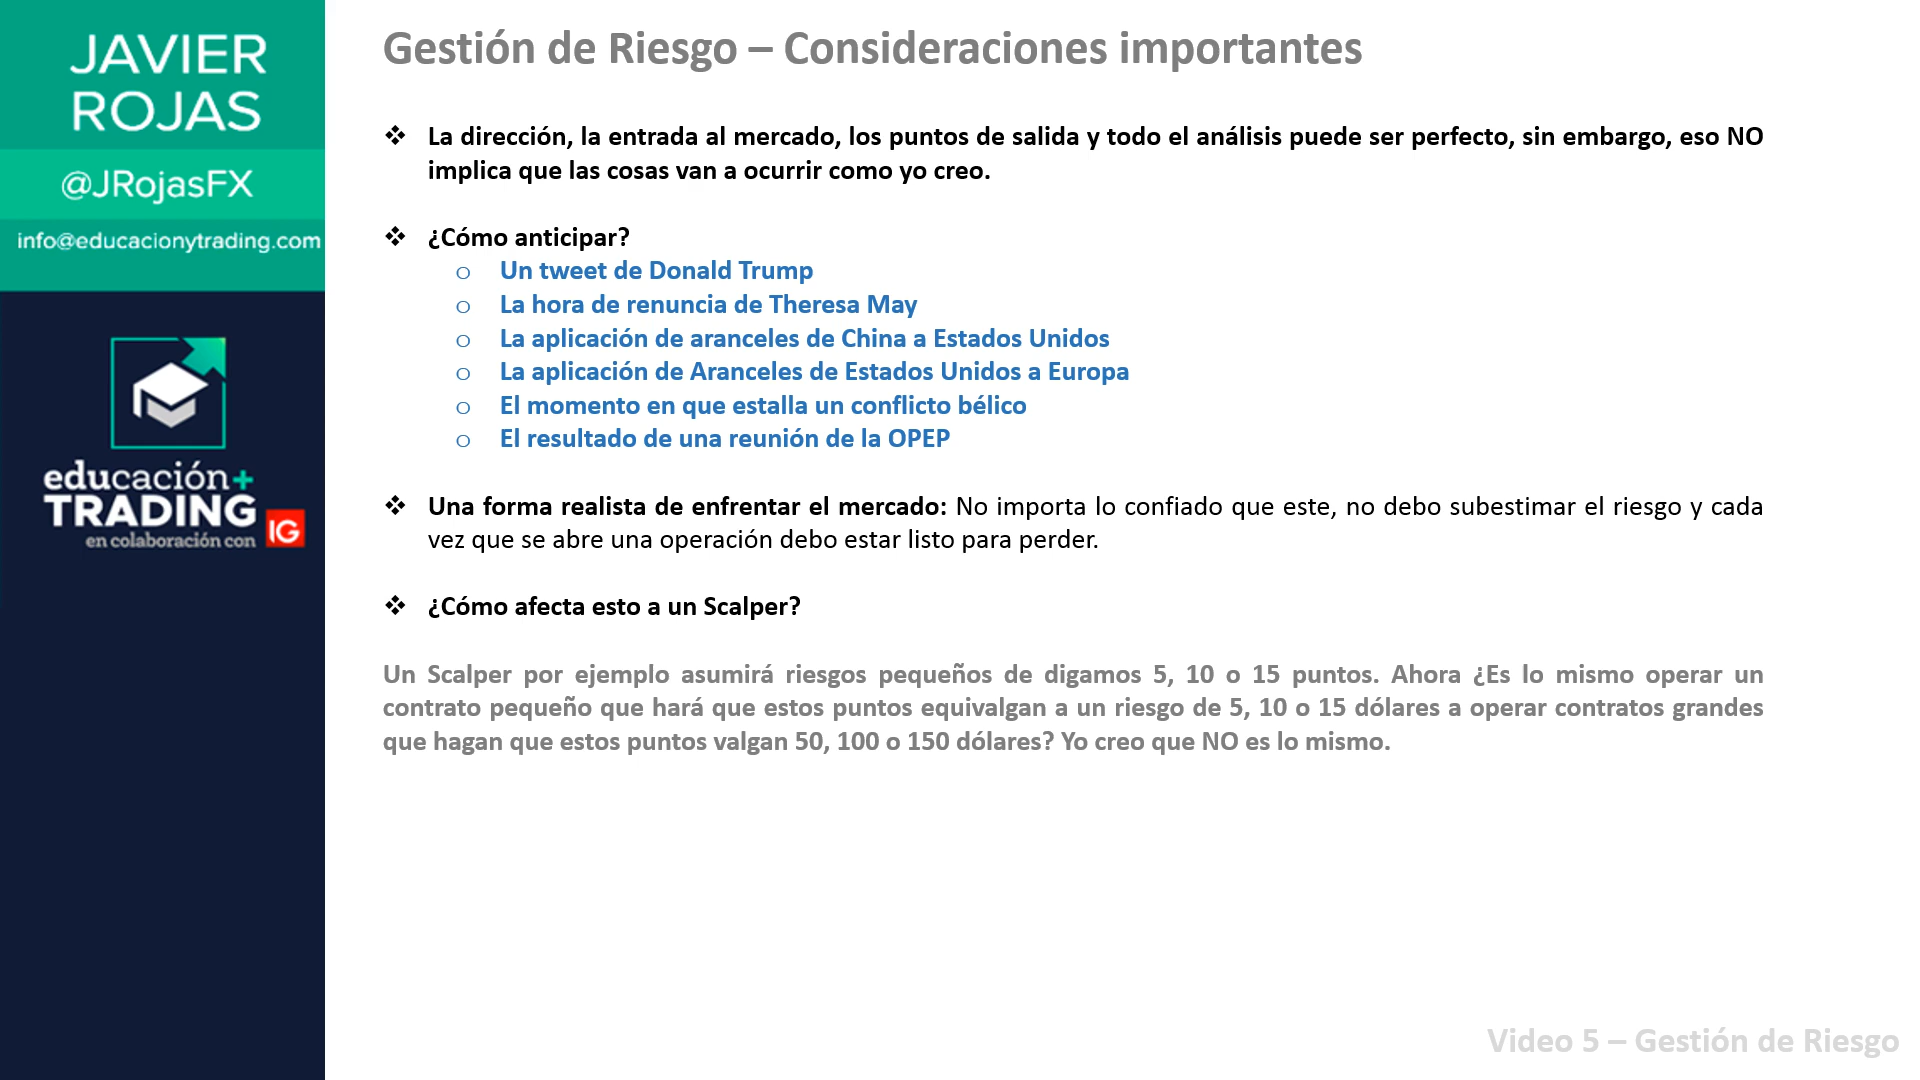 JAVIER
ROJAS
@JRojasFX
info@educacionytrading.com
educación+
TRADING
en colaboración con IG
Gestión de Riesgo – Consideraciones importantes
❖ La dirección, la entrada al mercado, los puntos de salida y todo el análisis puede ser perfecto, sin embargo, eso NO
implica que las cosas van a ocurrir como yo creo.
❖ ¿Cómo anticipar?
o Un tweet de Donald Trump
o La hora de renuncia de Theresa May
o La aplicación de aranceles de China a Estados Unidos
o La aplicación de Aranceles de Estados Unidos a Europa
o El momento en que estalla un conflicto bélico
o El resultado de una reunión de la OPEP
❖ Una forma realista de enfrentar el mercado: No importa lo confiado que este, no debo subestimar el riesgo y cada
vez que se abre una operación debo estar listo para perder.
❖ ¿Cómo afecta esto a un Scalper?
Un Scalper por ejemplo asumirá riesgos pequeños de digamos 5, 10 o 15 puntos. Ahora ¿Es lo mismo operar un
contrato pequeño que hará que estos puntos equivalgan a un riesgo de 5, 10 o 15 dólares a operar contratos grandes
que hagan que estos puntos valgan 50, 100 o 150 dólares? Yo creo que NO es lo mismo.
Video 5 – Gestión de Riesgo